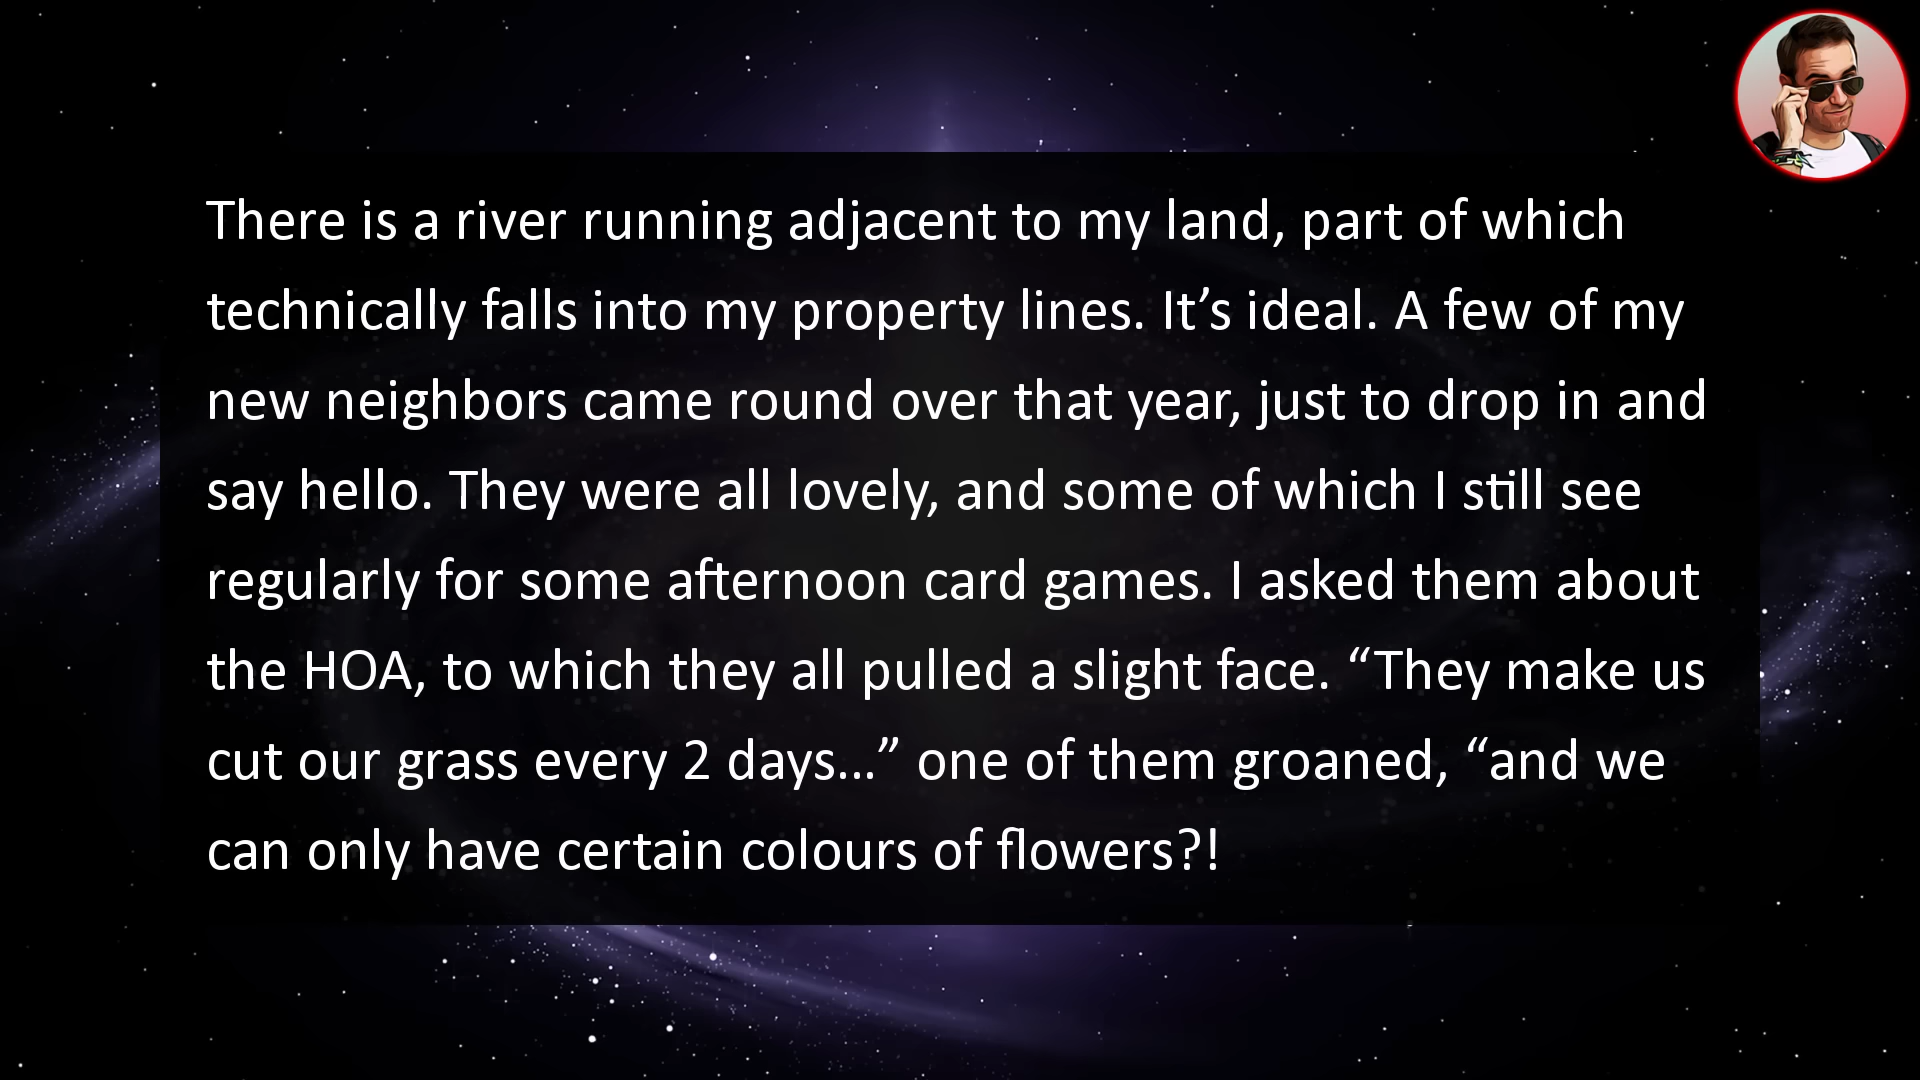 There is a river running adjacent to my land, part of which
technically falls into my property lines. It’s ideal. A few of my
new neighbors came round over that year, just to drop in and
say hello. They were all lovely, and some of which I still see
regularly for some afternoon card games. I asked them about
the HOA, to which they all pulled a slight face. “They make us
cut our grass every 2 days...” one of them groaned, “and we
can only have certain colours of flowers?!